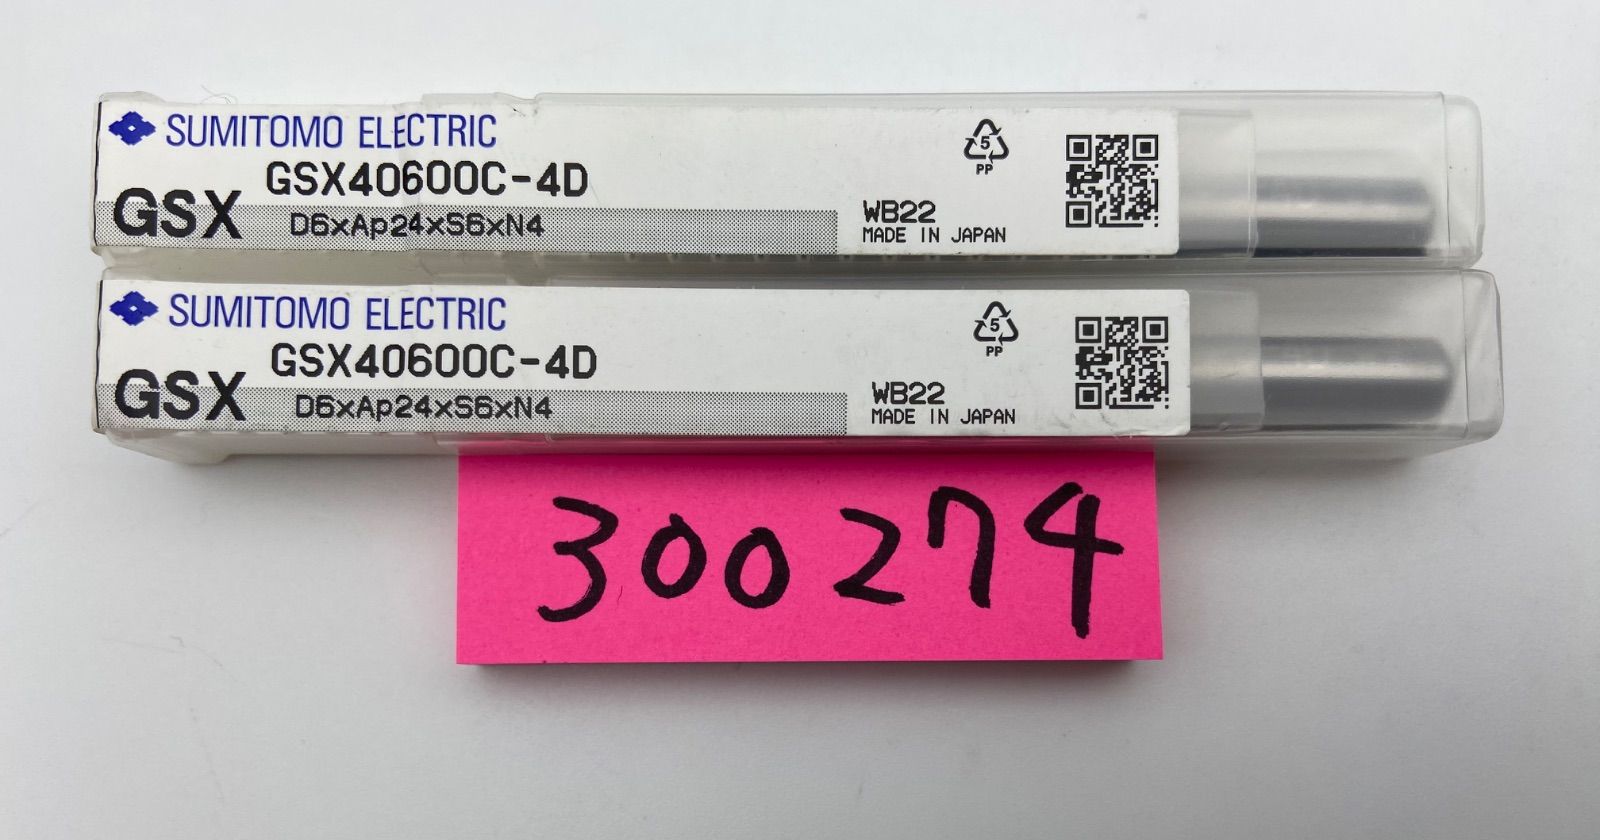 SUMITOMO ELECTRIC
GSX40600C-4D
GSX
D6xAp24xS6xN4
5
PP
WB22
MADE IN JAPAN
SUMITOMO ELECTRIC
GSX40600C-4D
GSX
D6xAp24xS6xN4
5
PP
WB22
MADE IN JAPAN
300274